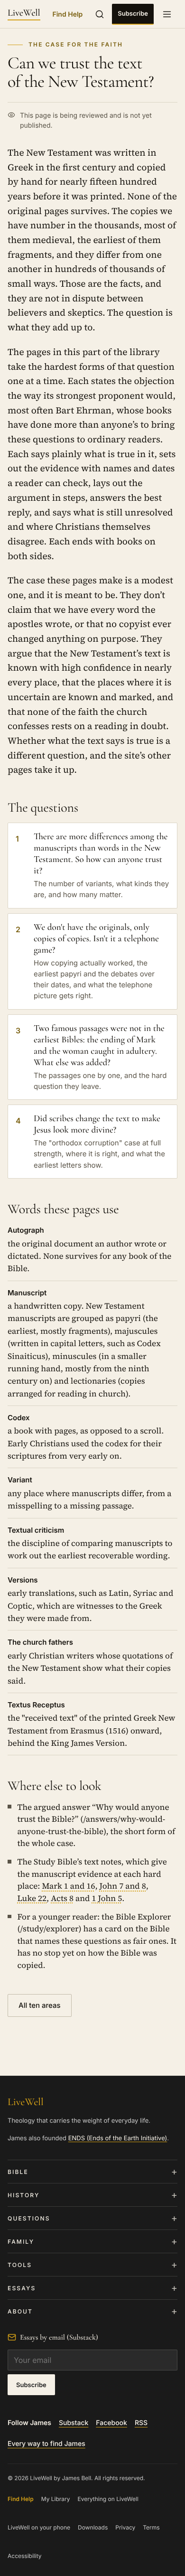 LiveWell
Find Help
Subscribe
THE CASE FOR THE FAITH
Can we trust the text
of the New Testament?
This page is being reviewed and is not yet
published.
The New Testament was written in
Greek in the first century and copied
by hand for nearly fifteen hundred
years before it was printed. None of the
original pages survives. The copies we
have number in the thousands, most of
them medieval, the earliest of them
fragments, and they differ from one
another in hundreds of thousands of
mostly small ways. Those are facts, and
they are not in dispute between
believers and skeptics. The question is
what they add up to.
The pages in this part of the library
take the hardest forms of that question
one at a time. Each states the objection
the way its strongest proponent would,
most often Bart Ehrman, whose books
have done more than anyone's to bring
these questions to ordinary readers.
Each says plainly what is true in it, sets
out the evidence with names and dates
a reader can check, lays out the
argument in steps, answers the best
reply, and says what is still unresolved
and where Christians themselves
disagree. Each ends with books on
both sides.
The case these pages make is a modest
one, and it is meant to be. They don't
claim that we have every word the
apostles wrote, or that no copyist ever
changed anything on purpose. They
argue that the New Testament's text is
known with high confidence in nearly
every place, that the places where it is
uncertain are known and marked, and
that none of the faith the church
confesses rests on a reading in doubt.
Whether what the text says is true is a
different question, and the site's other
pages take it up.
The questions
1
There are more differences among the
manuscripts than words in the New
Testament. So how can anyone trust
it?
The number of variants, what kinds they
are, and how many matter.
2
We don't have the originals, only
copies of copies. Isn't it a telephone
game?
How copying actually worked, the
earliest papyri and the debates over
their dates, and what the telephone
picture gets right.
3
Two famous passages were not in the
earliest Bibles: the ending of Mark
and the woman caught in adultery.
What else was added?
The passages one by one, and the hard
question they leave.
4
Did scribes change the text to make
Jesus look more divine?
The "orthodox corruption" case at full
strength, where it is right, and what the
earliest letters show.
Words these pages use
Autograph
the original document an author wrote or
dictated. None survives for any book of the
Bible.
Manuscript
a handwritten copy. New Testament
manuscripts are grouped as papyri (the
earliest, mostly fragments), majuscules
(written in capital letters, such as Codex
Sinaiticus), minuscules (in a smaller
running hand, mostly from the ninth
century on) and lectionaries (copies
arranged for reading in church).
Codex
a book with pages, as opposed to a scroll.
Early Christians used the codex for their
scriptures from very early on.
Variant
any place where manuscripts differ, from a
misspelling to a missing passage.
Textual criticism
the discipline of comparing manuscripts to
work out the earliest recoverable wording.
Versions
early translations, such as Latin, Syriac and
Coptic, which are witnesses to the Greek
they were made from.
The church fathers
early Christian writers whose quotations of
the New Testament show what their copies
said.
Textus Receptus
the "received text" of the printed Greek New
Testament from Erasmus (1516) onward,
behind the King James Version.
Where else to look
The argued answer “Why would anyone
trust the Bible?” (/answers/why-would-
anyone-trust-the-bible), the short form of
the whole case.
The Study Bible's text notes, which give
the manuscript evidence at each hard
place: Mark 1 and 16, John 7 and 8,
Luke 22, Acts 8 and 1 John 5.
For a younger reader: the Bible Explorer
(/study/explorer) has a card on the Bible
that names these questions as fair ones. It
has no stop yet on how the Bible was
copied.
All ten areas
LiveWell
Theology that carries the weight of everyday life.
James also founded ENDS (Ends of the Earth Initiative).
BIBLE
HISTORY
QUESTIONS
FAMILY
TOOLS
ESSAYS
ABOUT
Essays by email (Substack)
Your email
Subscribe
Follow James Substack Facebook RSS
Every way to find James
© 2026 LiveWell by James Bell. All rights reserved.
Find Help My Library Everything on LiveWell
LiveWell on your phone Downloads Privacy Terms
Accessibility